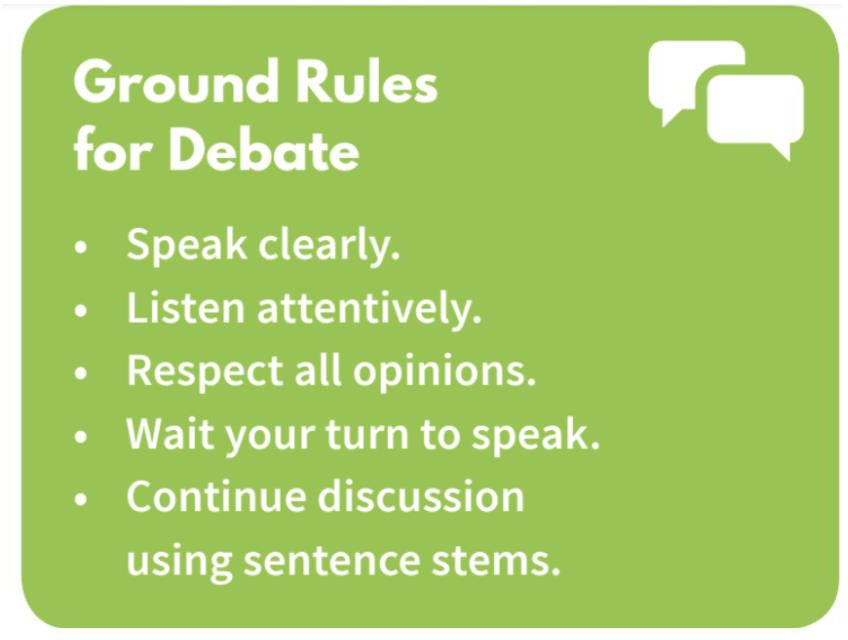 Ground Rules
for Debate
• Speak clearly.
• Listen attentively.
• Respect all opinions.
• Wait your turn to speak.
• Continue discussion
using sentence stems.